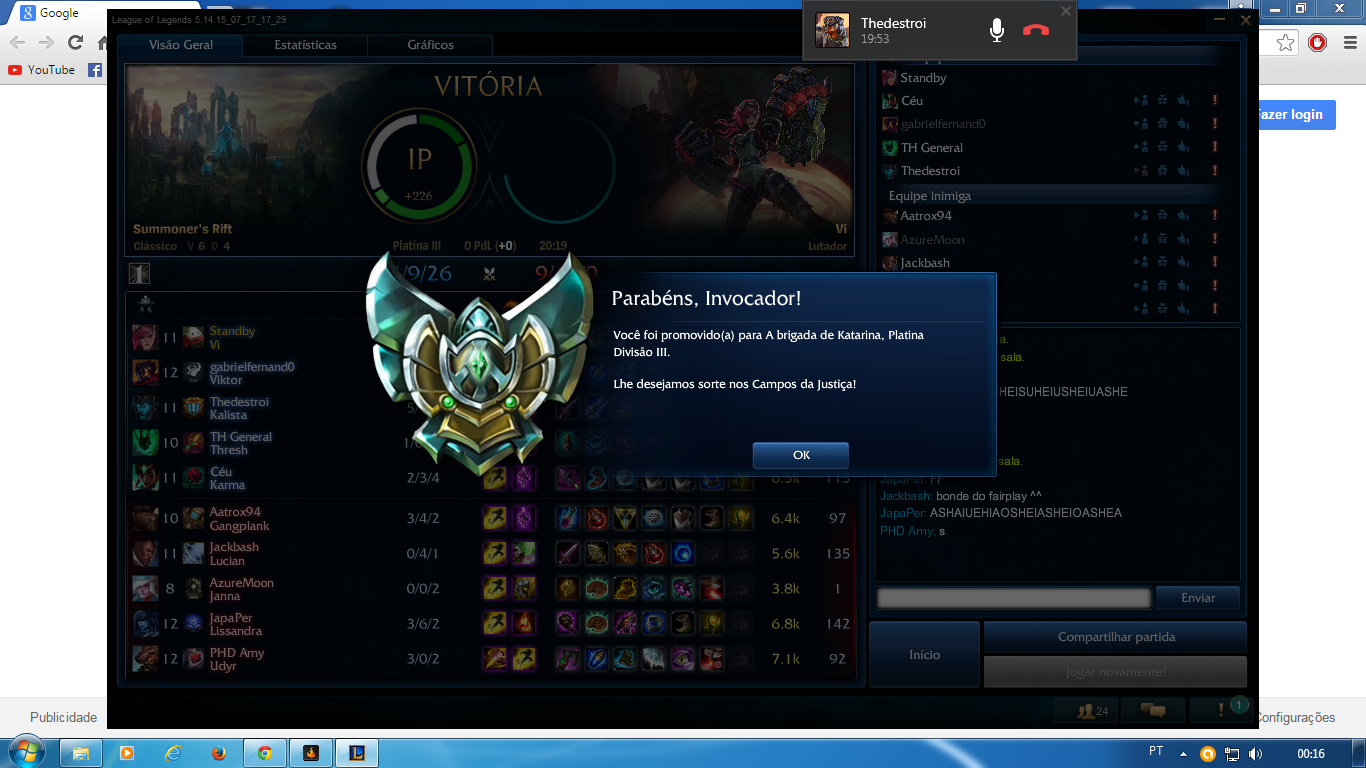 Google
YouTube
League of Legends 5.14.15_07_17_17_29
Thedestroi
19:53
Visão Geral
Estatísticas
Gráficos
VITÓRIA
IP
+226
Summoner's Rift
Clássico V 6 D 4
Platina III
0 PdL (+0)
20:19
Vi
Lutador
Standby
Céu
gabrielfernand0
TH General
Thedestroi
Equipe inimiga
Aatrox94
AzureMoon
Jackbash
Fazer login
1
/9/26
Parabéns, Invocador!
Você foi promovido(a) para A brigada de Katarina, Platina
Divisão III.
Lhe desejamos sorte nos Campos da Justiça!
OK
11 Standby
Vi
12 gabrielfernand0
Viktor
11 Thedestroi
Kalista
10 TH General
Thresh
11 Céu
Karma
2/3/4
6.5k 113
10 Aatrox94
Gangplank
3/4/2
6.4k 97
11 Jackbash
Lucian
0/4/1
5.6k 135
8 AzureMoon
Janna
0/0/2
3.8k 1
12 JapaPer
Lissandra
3/6/2
6.8k 142
12 PHD Amy
Udyr
3/0/2
7.1k 92
a.
sala.
HEISUHEIUSHEIUASHE
sala.
JapaPer: FF
Jackbash: bonde do fairplay ^^
JapaPer: ASHAIUEHIAOSHEIASHEIOASHEA
PHD Amy: s
Enviar
Início
Compartilhar partida
Jogar novamente!
24
1
Publicidade
Configurações
PT
00:16